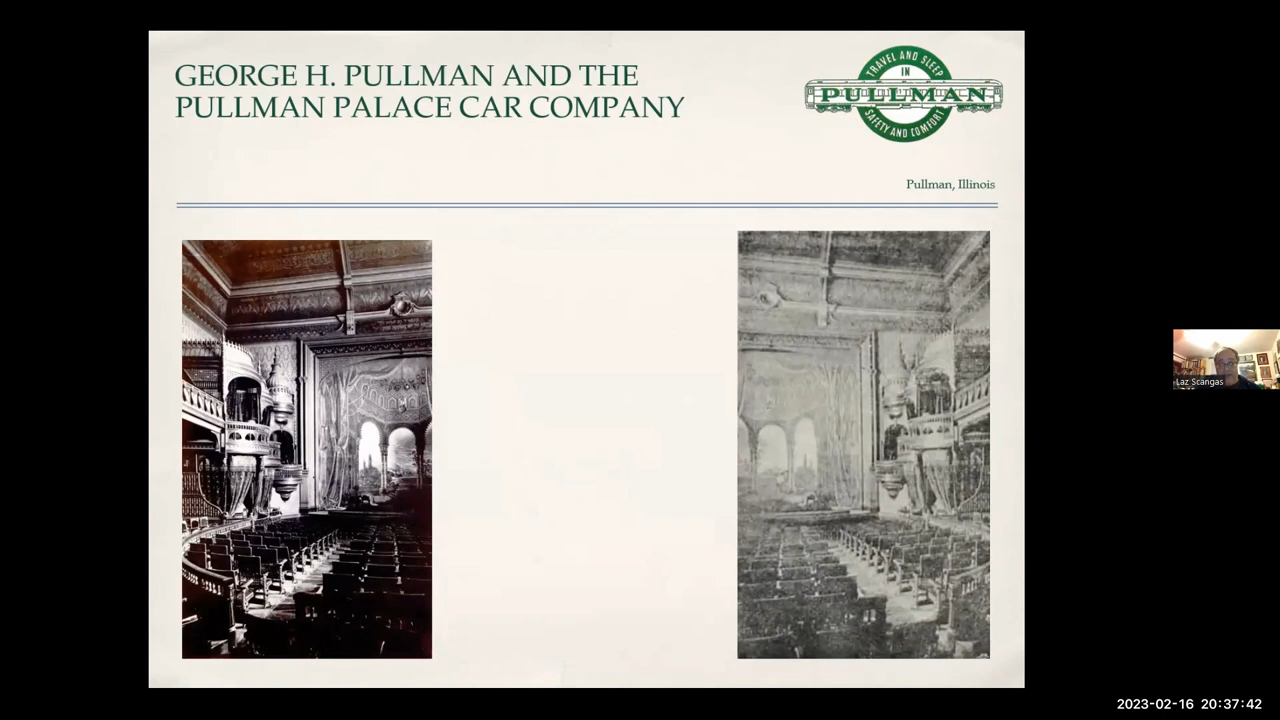 GEORGE H. PULLMAN AND THE
PULLMAN PALACE CAR COMPANY
TRAVEL AND SLEEP
IN
PULLMAN
SAFETY AND COMFORT
Pullman, Illinois
Laz Scangas
2023-02-16 20:37:42